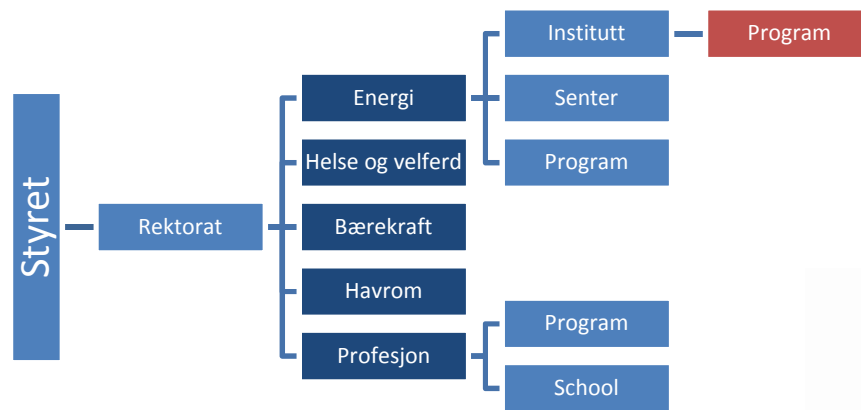 Styret
Rektorat
Energi
Helse og velferd
Bærekraft
Havrom
Profesjon
Institutt
Senter
Program
Program
School
Program